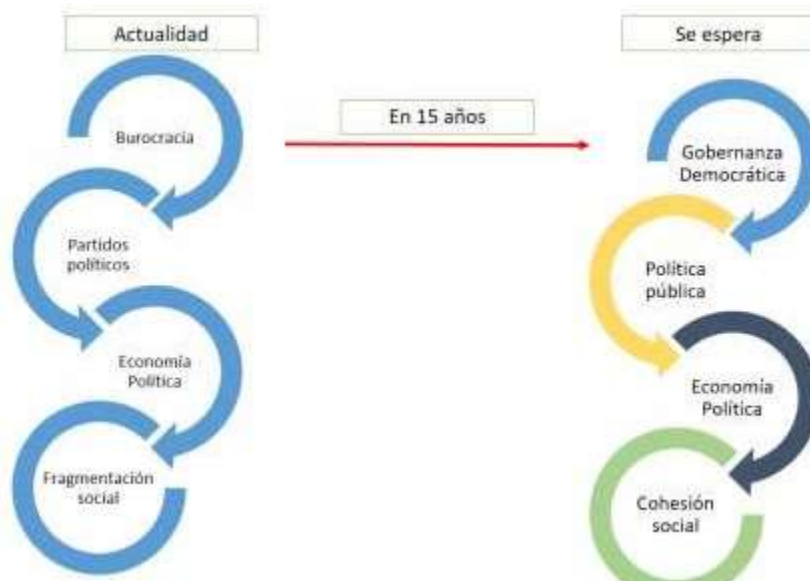 Actualidad
Burocracia
Partidos
políticos
Economía
Política
Fragmentación
social
En 15 años
Se espera
Gobernanza
Democrática
Política
pública
Economía
Política
Cohesión
social